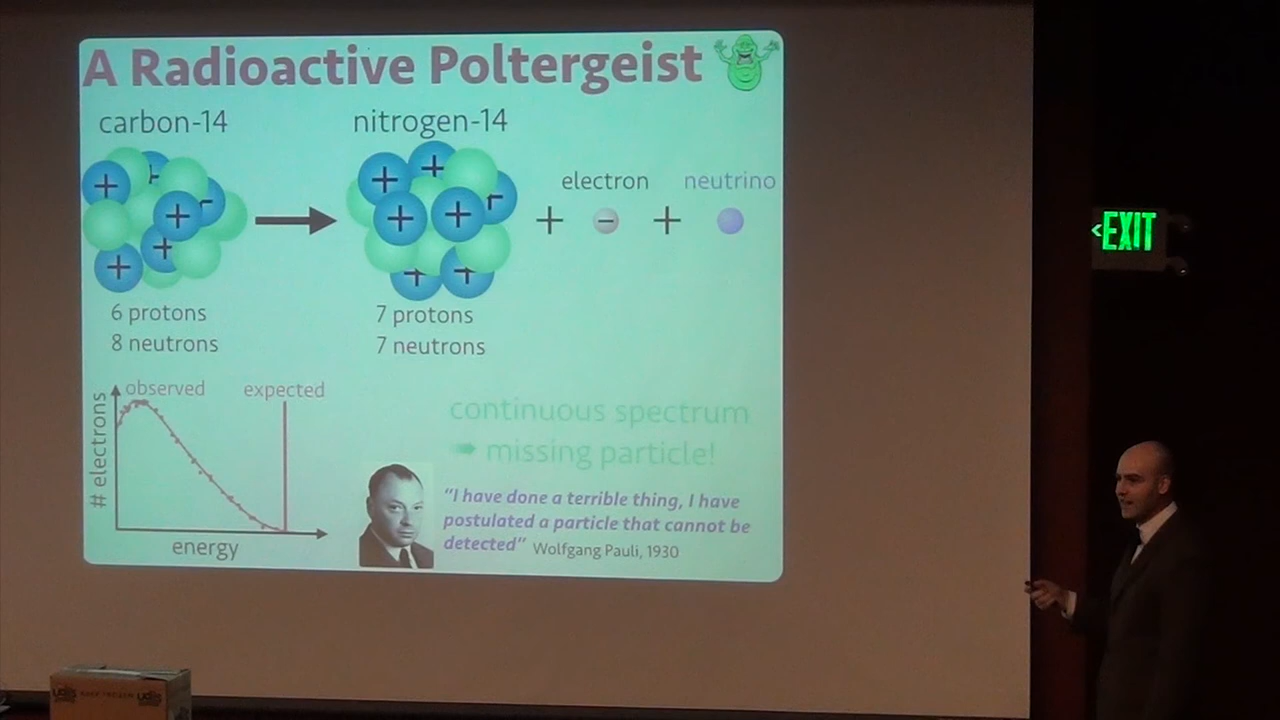 A Radioactive Poltergeist
carbon-14
nitrogen-14
electron
neutrino
+ + + + + +
+ + + + + + +
+ − +
6 protons
8 neutrons
7 protons
7 neutrons
observed
expected
# electrons
energy
continuous spectrum
➡ missing particle!
"I have done a terrible thing, I have
postulated a particle that cannot be
detected" Wolfgang Pauli, 1930
<EXIT